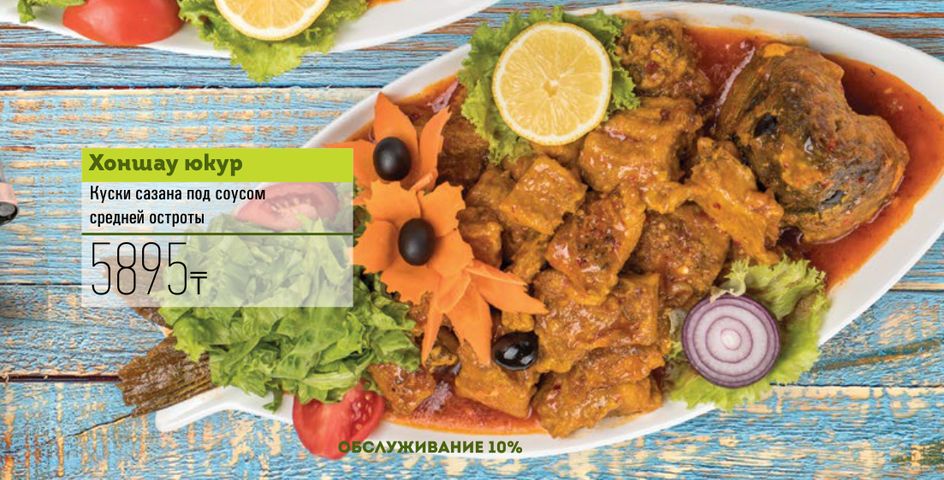 Хоншау юкур
Куски сазана под соусом
средней остроты
5895₸
ОБСЛУЖИВАНИЕ 10%